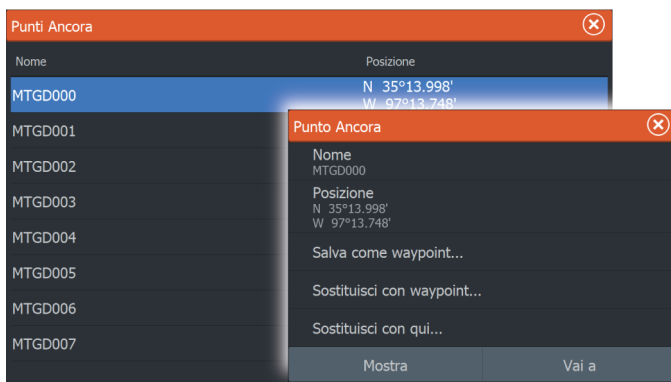 Punti Ancora
Nome Posizione
MTGD000 N 35°13.998'
W 97°13.748'
MTGD001
MTGD002
MTGD003
MTGD004
MTGD005
MTGD006
MTGD007
Punto Ancora
Nome
MTGD000
Posizione
N 35°13.998'
W 97°13.748'
Salva come waypoint...
Sostituisci con waypoint...
Sostituisci con qui...
Mostra Vai a